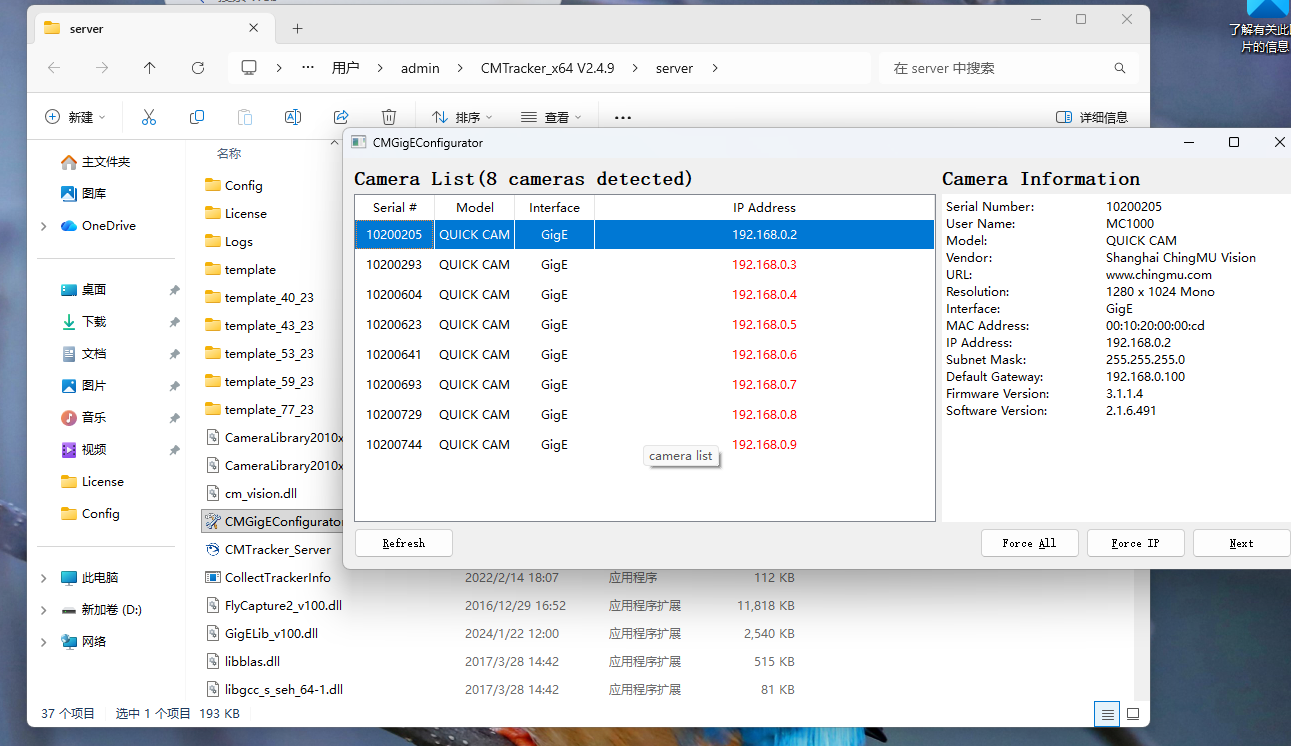 了解有关此
片的信息
server
用户 admin CMTracker_x64 V2.4.9 server
在 server 中搜索
新建 排序 查看 详细信息
主文件夹
图库
OneDrive
桌面
下载
文档
图片
音乐
视频
License
Config
此电脑
新加卷 (D:)
网络
名称
Config
License
Logs
template
template_40_23
template_43_23
template_53_23
template_59_23
template_77_23
CameraLibrary2010x
CameraLibrary2010x
cm_vision.dll
CMGigEConfigurator
CMTracker_Server
CollectTrackerInfo 2022/2/14 18:07 应用程序 112 KB
FlyCapture2_v100.dll 2016/12/29 16:52 应用程序扩展 11,818 KB
GigELib_v100.dll 2024/1/22 12:00 应用程序扩展 2,540 KB
libblas.dll 2017/3/28 14:42 应用程序扩展 515 KB
libgcc_s_seh_64-1.dll 2017/3/28 14:42 应用程序扩展 81 KB
37 个项目 选中 1 个项目 193 KB
CMGigEConfigurator
Camera List(8 cameras detected)
Serial # Model Interface IP Address
10200205 QUICK CAM GigE 192.168.0.2
10200293 QUICK CAM GigE 192.168.0.3
10200604 QUICK CAM GigE 192.168.0.4
10200623 QUICK CAM GigE 192.168.0.5
10200641 QUICK CAM GigE 192.168.0.6
10200693 QUICK CAM GigE 192.168.0.7
10200729 QUICK CAM GigE 192.168.0.8
10200744 QUICK CAM GigE 192.168.0.9
camera list
Refresh Force All Force IP Next
Camera Information
Serial Number: 10200205
User Name: MC1000
Model: QUICK CAM
Vendor: Shanghai ChingMU Vision
URL: www.chingmu.com
Resolution: 1280 x 1024 Mono
Interface: GigE
MAC Address: 00:10:20:00:00:cd
IP Address: 192.168.0.2
Subnet Mask: 255.255.255.0
Default Gateway: 192.168.0.100
Firmware Version: 3.1.1.4
Software Version: 2.1.6.491